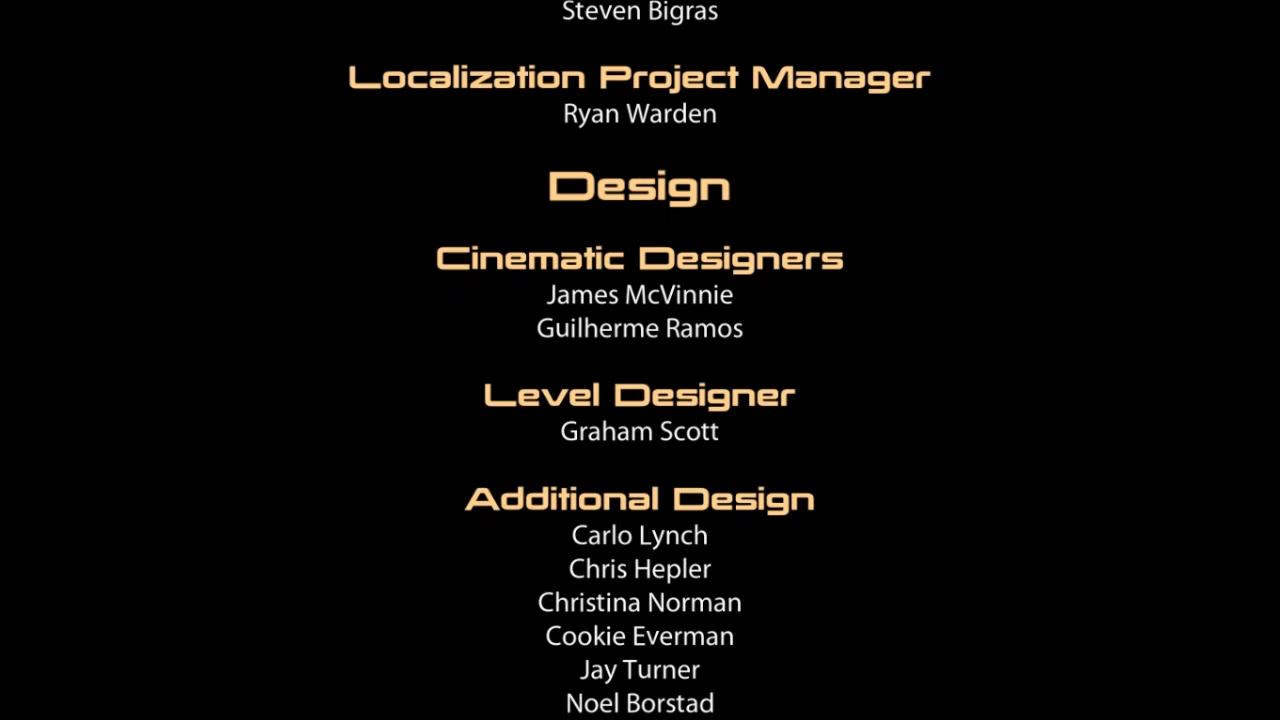 Steven Bigras
Localization Project Manager
Ryan Warden
Design
Cinematic Designers
James McVinnie
Guilherme Ramos
Level Designer
Graham Scott
Additional Design
Carlo Lynch
Chris Hepler
Christina Norman
Cookie Everman
Jay Turner
Noel Borstad